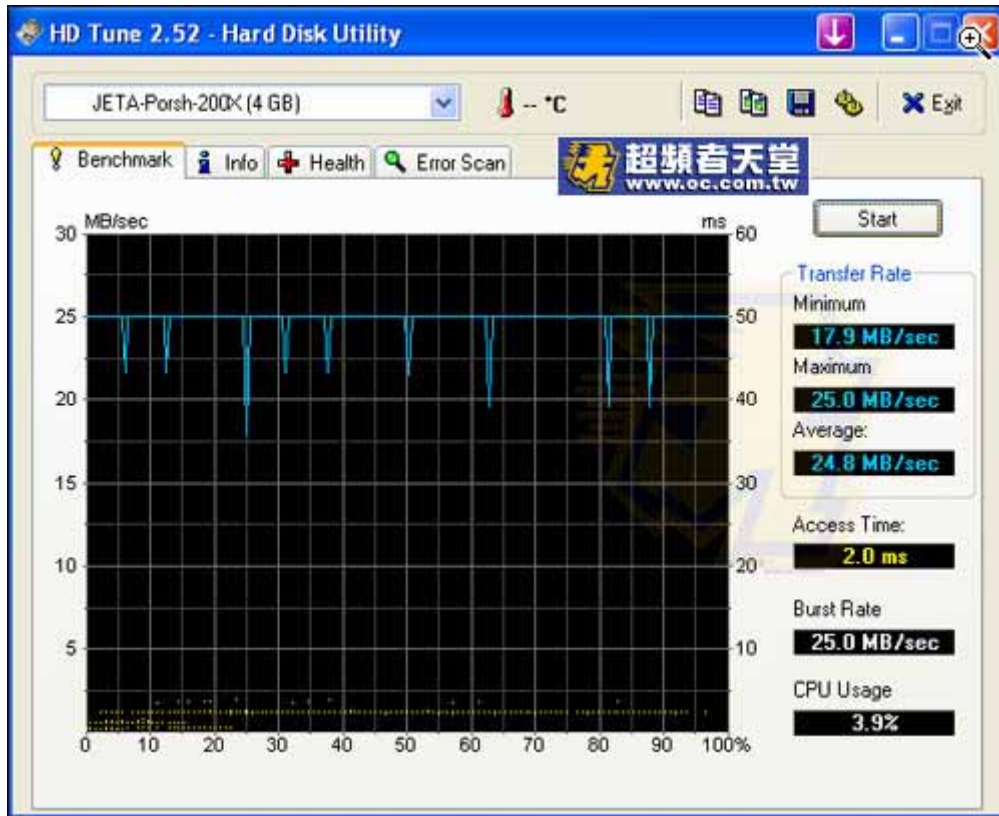 HD Tune 2.52 - Hard Disk Utility
JETA-Porsh-200X (4 GB)
-- °C
Exit
Benchmark
Info
Health
Error Scan
超頻者天堂
www.oc.com.tw
Start
MB/sec
ms
30
25
20
15
10
5
60
50
40
30
20
10
0 10 20 30 40 50 60 70 80 90 100%
Transfer Rate
Minimum
17.9 MB/sec
Maximum
25.0 MB/sec
Average:
24.8 MB/sec
Access Time:
2.0 ms
Burst Rate
25.0 MB/sec
CPU Usage
3.9%